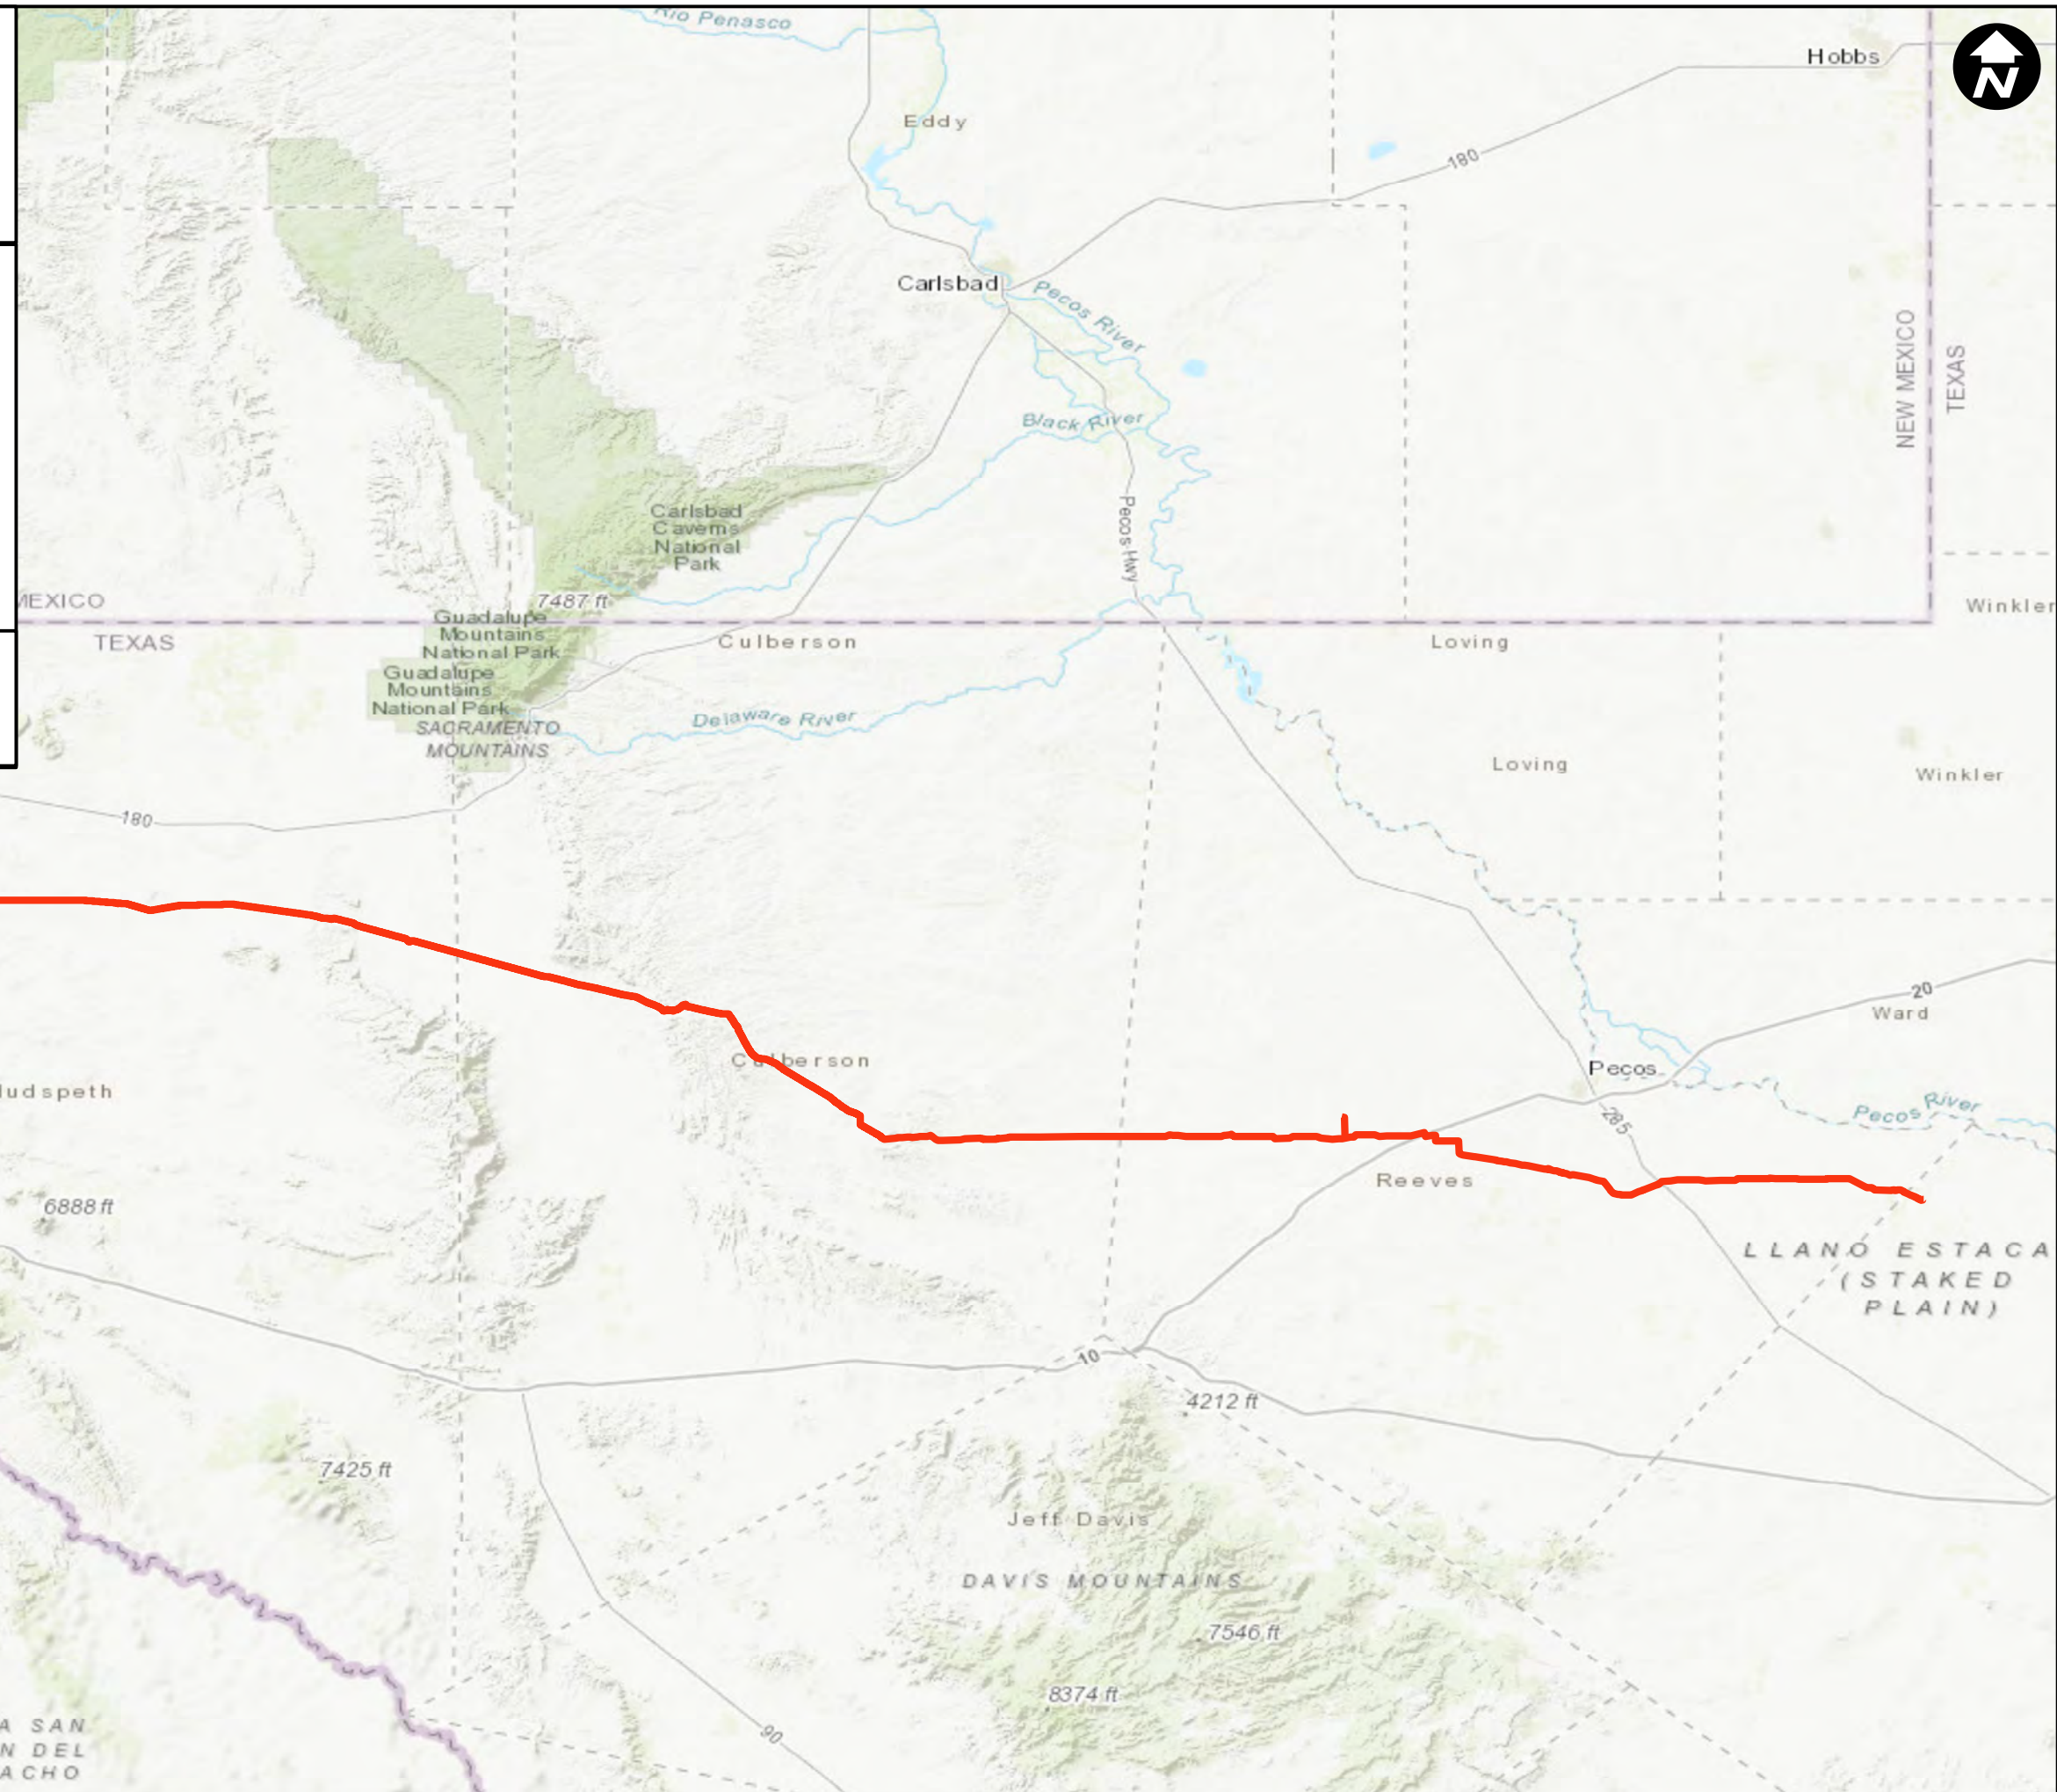 Rio Penasco
Hobbs
N
Eddy
180
Carlsbad
Pecos River
NEW MEXICO
TEXAS
Black River
Carlsbad
Caverns
National
Park
Pecos Hwy
MEXICO
7487 ft
Winkler
TEXAS
Guadalupe
Mountains
National Park
Culberson
Loving
Guadalupe
Mountains
National Park
SACRAMENTO
MOUNTAINS
Delaware River
Loving
Winkler
180
20
Ward
Culberson
Pecos
udspeth
285
Pecos River
Reeves
6888 ft
LLANO ESTACA
(STAKED
PLAIN)
10
4212 ft
7425 ft
Jeff Davis
DAVIS MOUNTAINS
7546 ft
8374 ft
A SAN
N DEL
ACHO
90